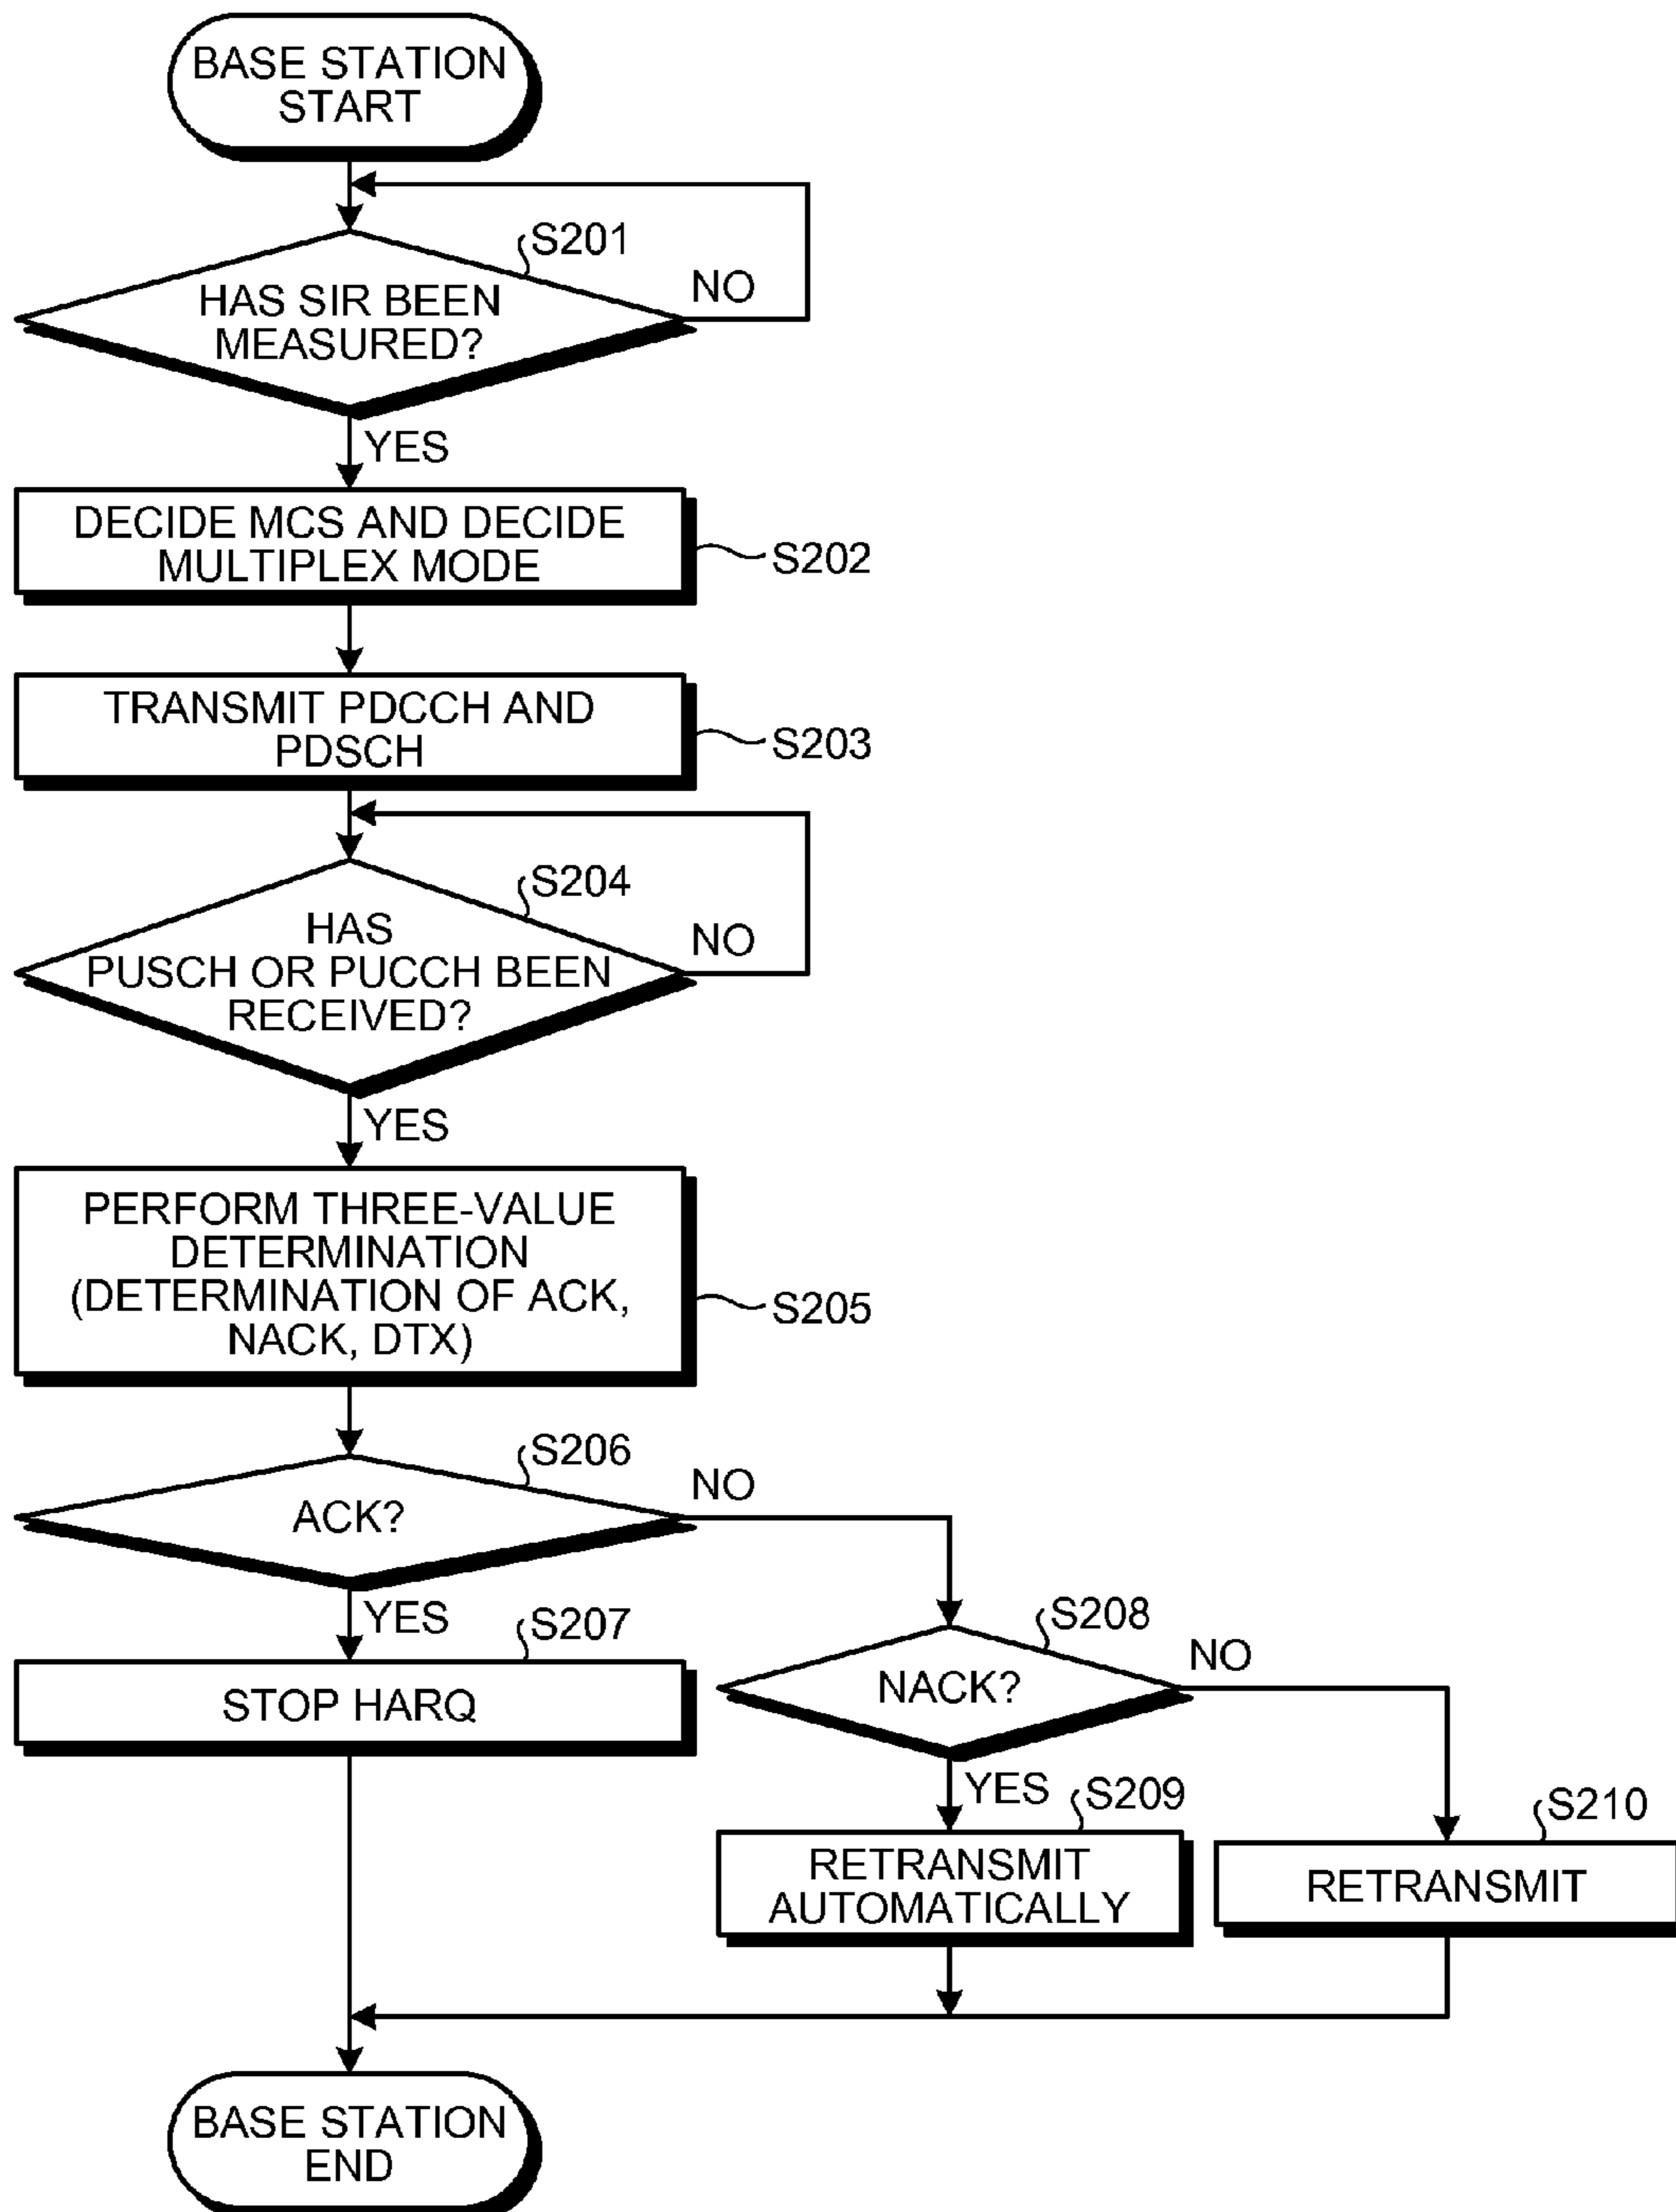 BASE STATION
START
S201
NO
HAS SIR BEEN
MEASURED?
YES
DECIDE MCS AND DECIDE
MULTIPLEX MODE
S202
TRANSMIT PDCCH AND
PDSCH
S203
S204
NO
HAS
PUSCH OR PUCCH BEEN
RECEIVED?
YES
PERFORM THREE-VALUE
DETERMINATION
(DETERMINATION OF ACK,
NACK, DTX)
S205
S206
NO
ACK?
YES
S207
STOP HARQ
S208
NO
NACK?
YES
S209
RETRANSMIT
AUTOMATICALLY
S210
RETRANSMIT
BASE STATION
END